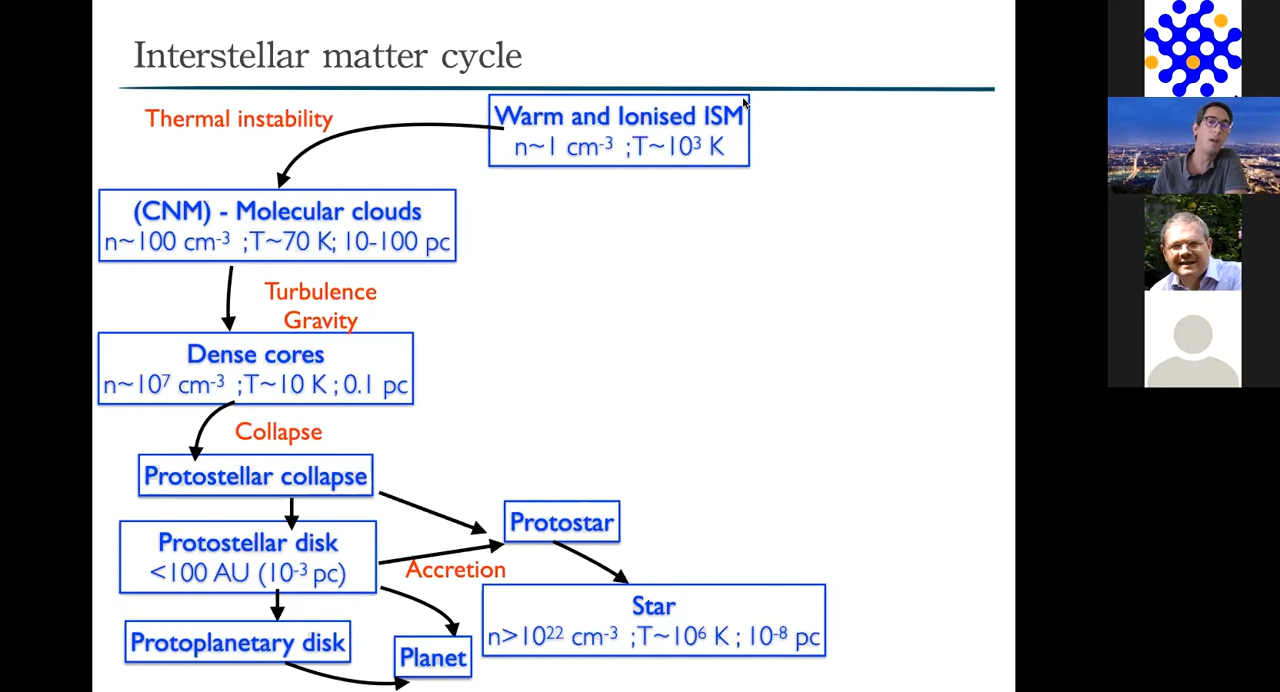 Interstellar matter cycle
Thermal instability
Warm and Ionised ISM
n~1 cm⁻³ ;T~10³ K
(CNM) - Molecular clouds
n~100 cm⁻³ ;T~70 K; 10-100 pc
Turbulence
Gravity
Dense cores
n~10⁷ cm⁻³ ;T~10 K ; 0.1 pc
Collapse
Protostellar collapse
Protostar
Protostellar disk
<100 AU (10⁻³ pc)
Accretion
Star
n>10²² cm⁻³ ;T~10⁶ K ; 10⁻⁸ pc
Protoplanetary disk
Planet